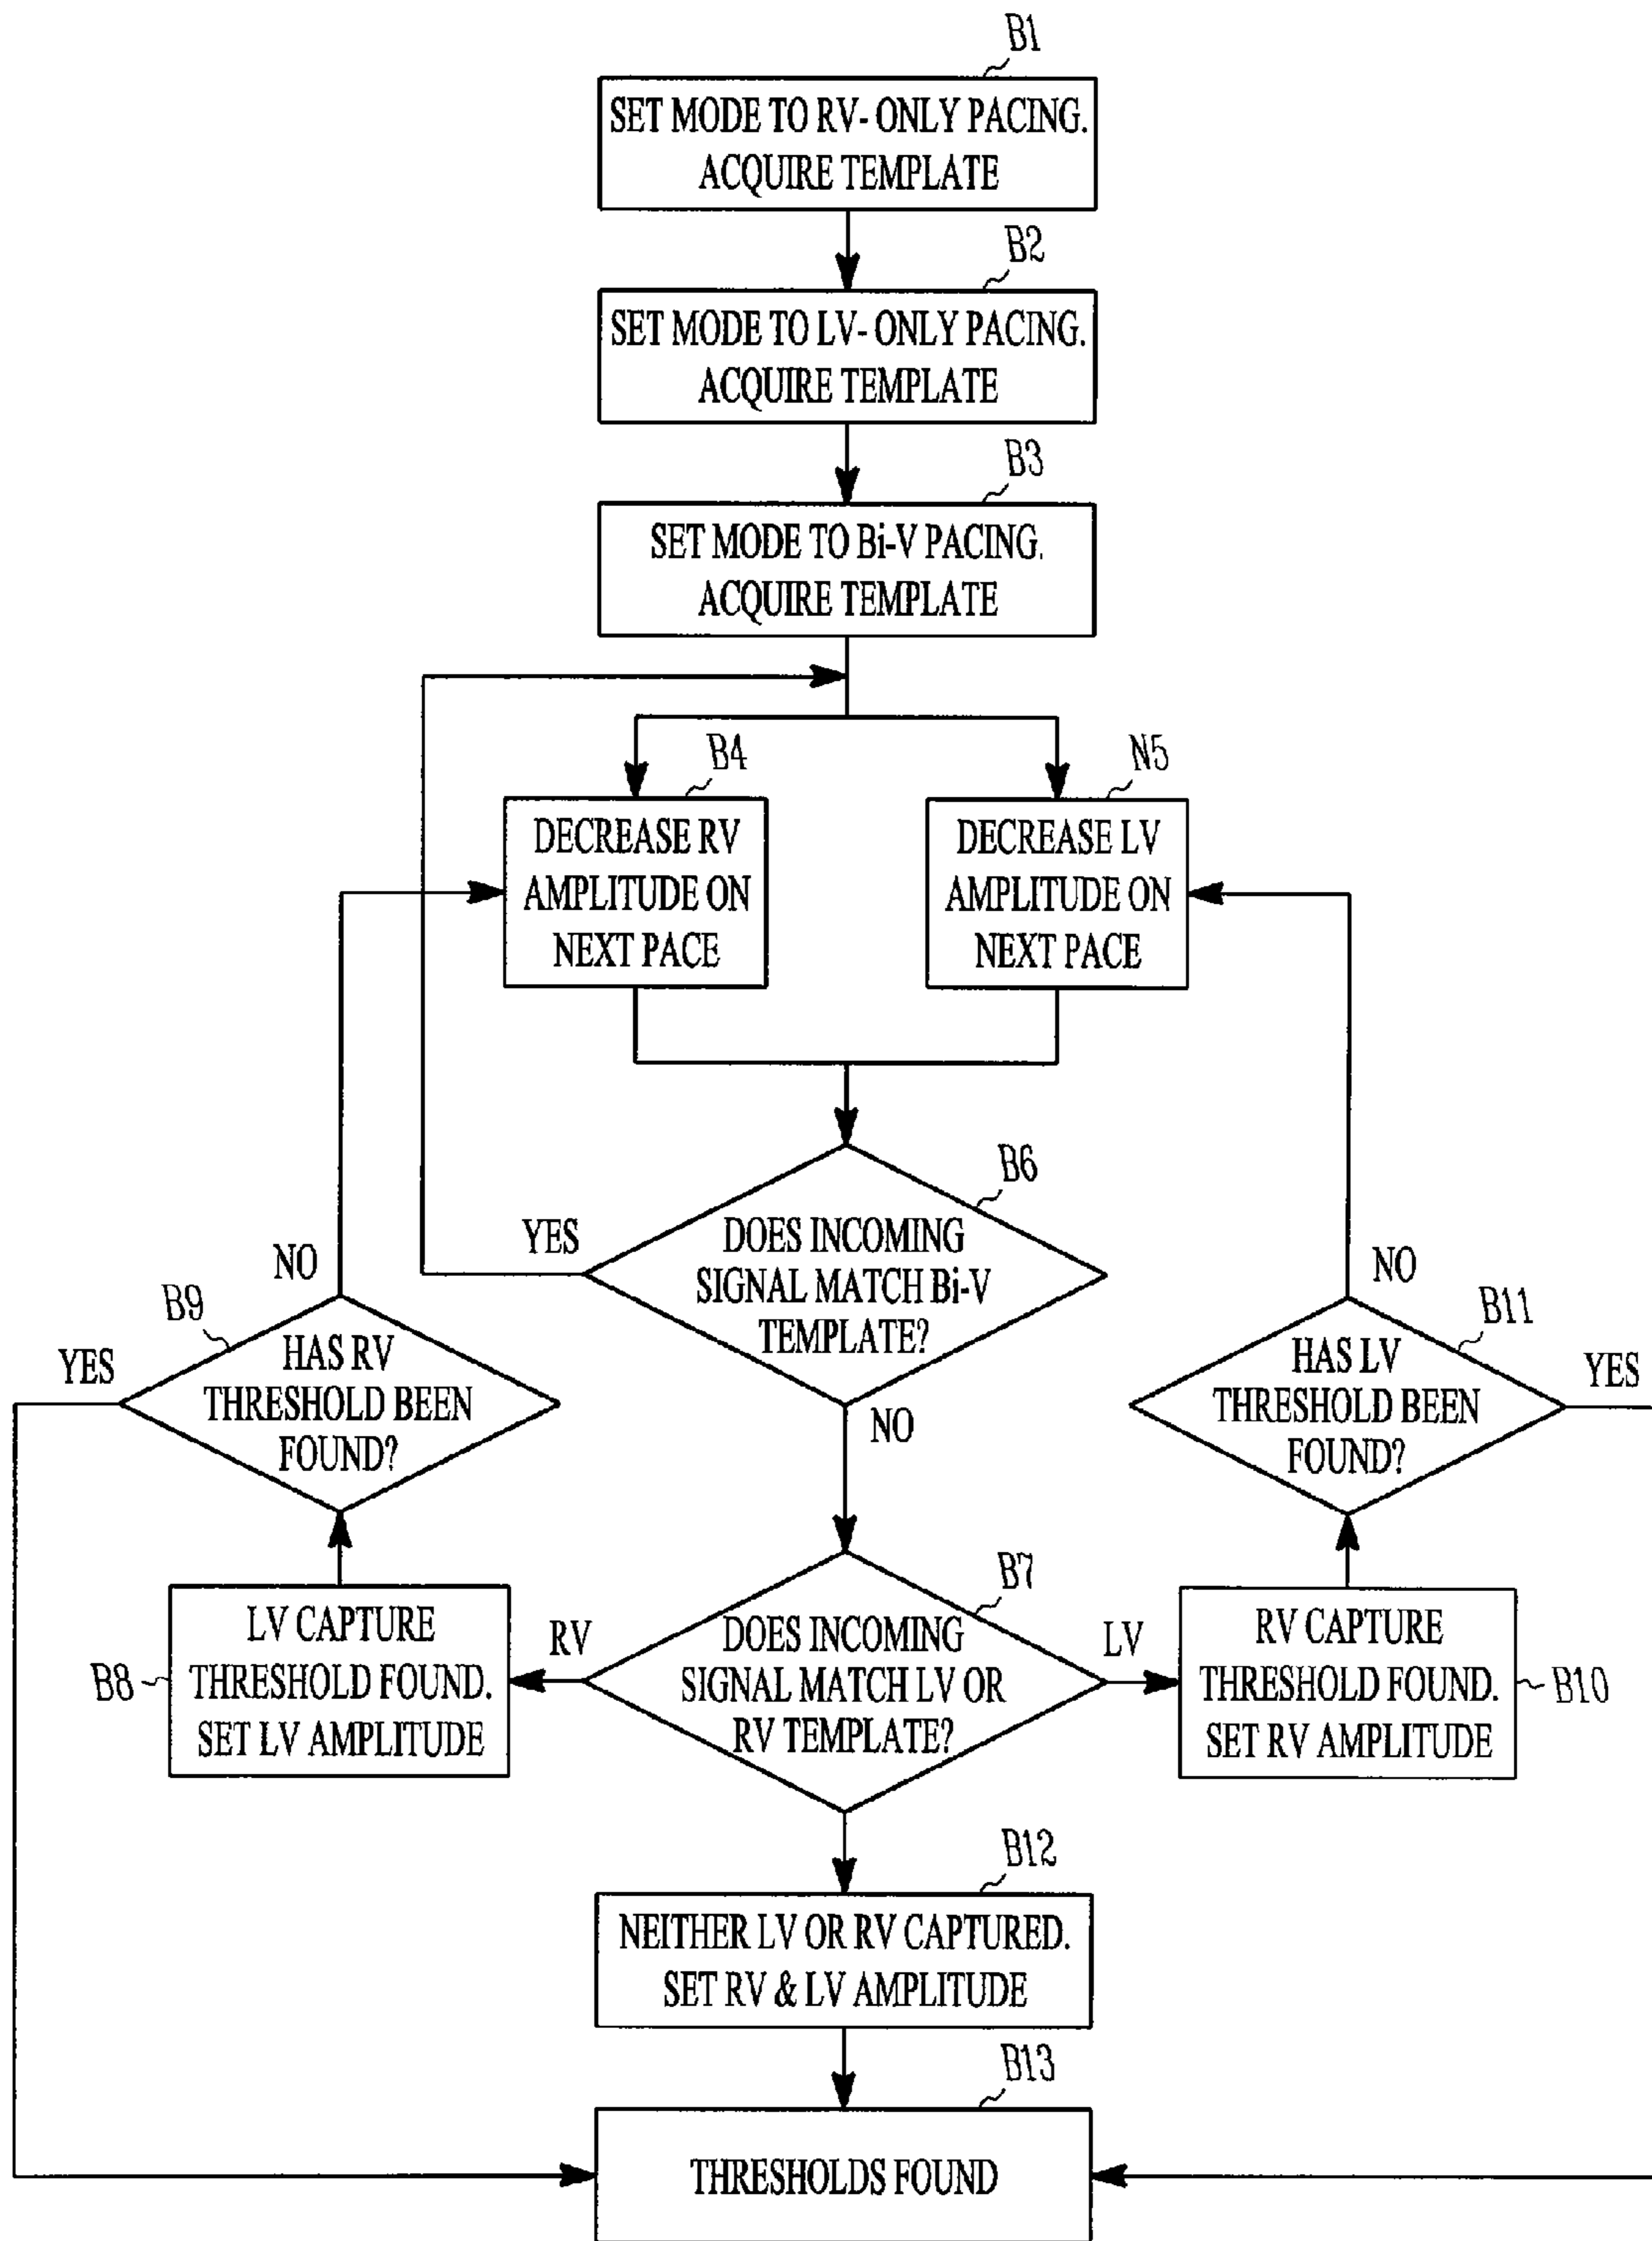 B1
SET MODE TO RV- ONLY PACING.
ACQUIRE TEMPLATE
B2
SET MODE TO LV- ONLY PACING.
ACQUIRE TEMPLATE
B3
SET MODE TO Bi-V PACING.
ACQUIRE TEMPLATE
B4
DECREASE RV
AMPLITUDE ON
NEXT PACE
N5
DECREASE LV
AMPLITUDE ON
NEXT PACE
B6
YES
DOES INCOMING
SIGNAL MATCH Bi-V
TEMPLATE?
NO
NO
B9
YES
HAS RV
THRESHOLD BEEN
FOUND?
NO
B11
YES
HAS LV
THRESHOLD BEEN
FOUND?
B7
RV
DOES INCOMING
SIGNAL MATCH LV OR
RV TEMPLATE?
LV
B8
LV CAPTURE
THRESHOLD FOUND.
SET LV AMPLITUDE
RV CAPTURE
THRESHOLD FOUND.
SET RV AMPLITUDE
B10
B12
NEITHER LV OR RV CAPTURED.
SET RV & LV AMPLITUDE
B13
THRESHOLDS FOUND